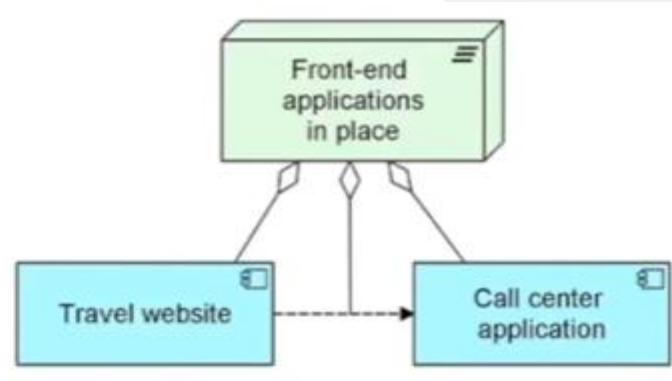 Front-end
applications
in place
Travel website
Call center
application